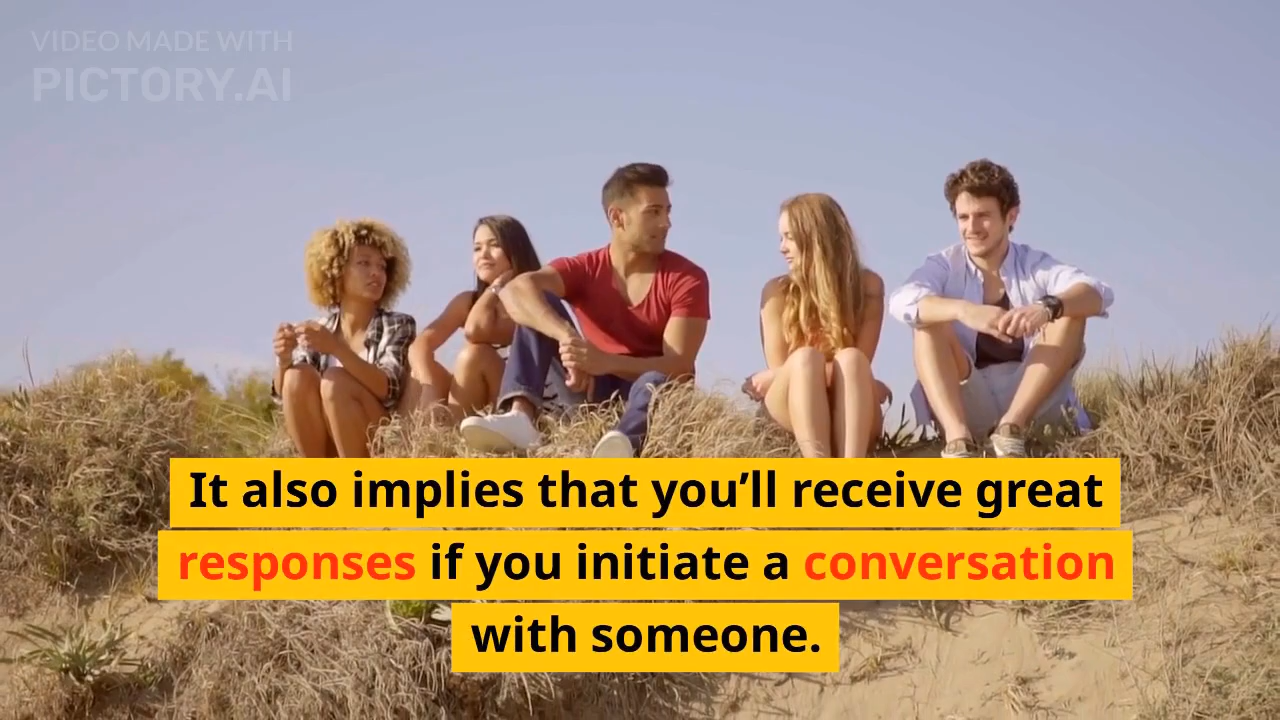 VIDEO MADE WITH
PICTORY.AI
It also implies that you’ll receive great
responses if you initiate a conversation
with someone.